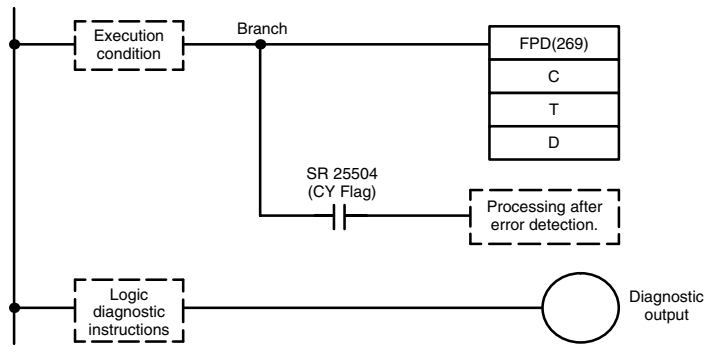 Execution
condition
Branch
FPD(269)
C
T
D
SR 25504
(CY Flag)
Processing after
error detection.
Logic
diagnostic
instructions
Diagnostic
output